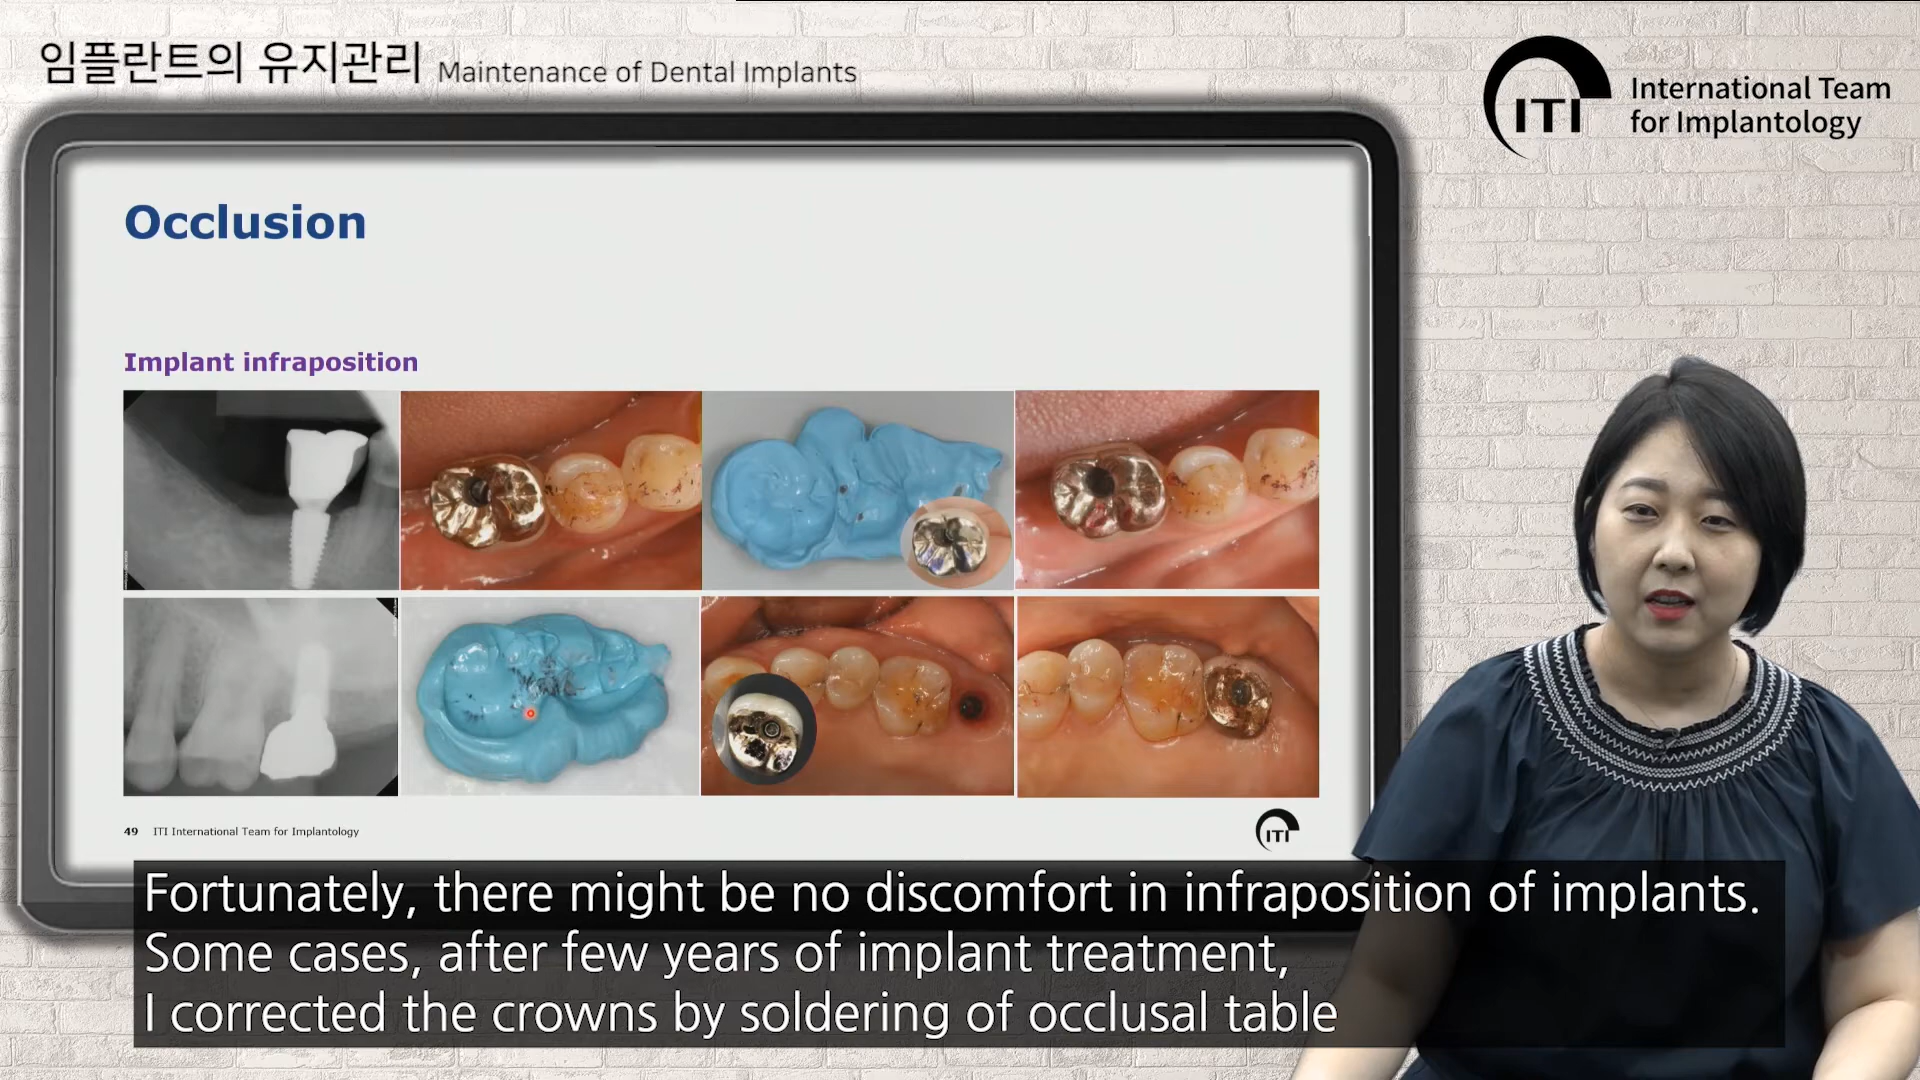 임플란트의 유지관리 Maintenance of Dental Implants
ITI International Team
for Implantology
Occlusion
Implant infraposition
49 ITI International Team for Implantology
ITI
Fortunately, there might be no discomfort in infraposition of implants.
Some cases, after few years of implant treatment,
I corrected the crowns by soldering of occlusal table